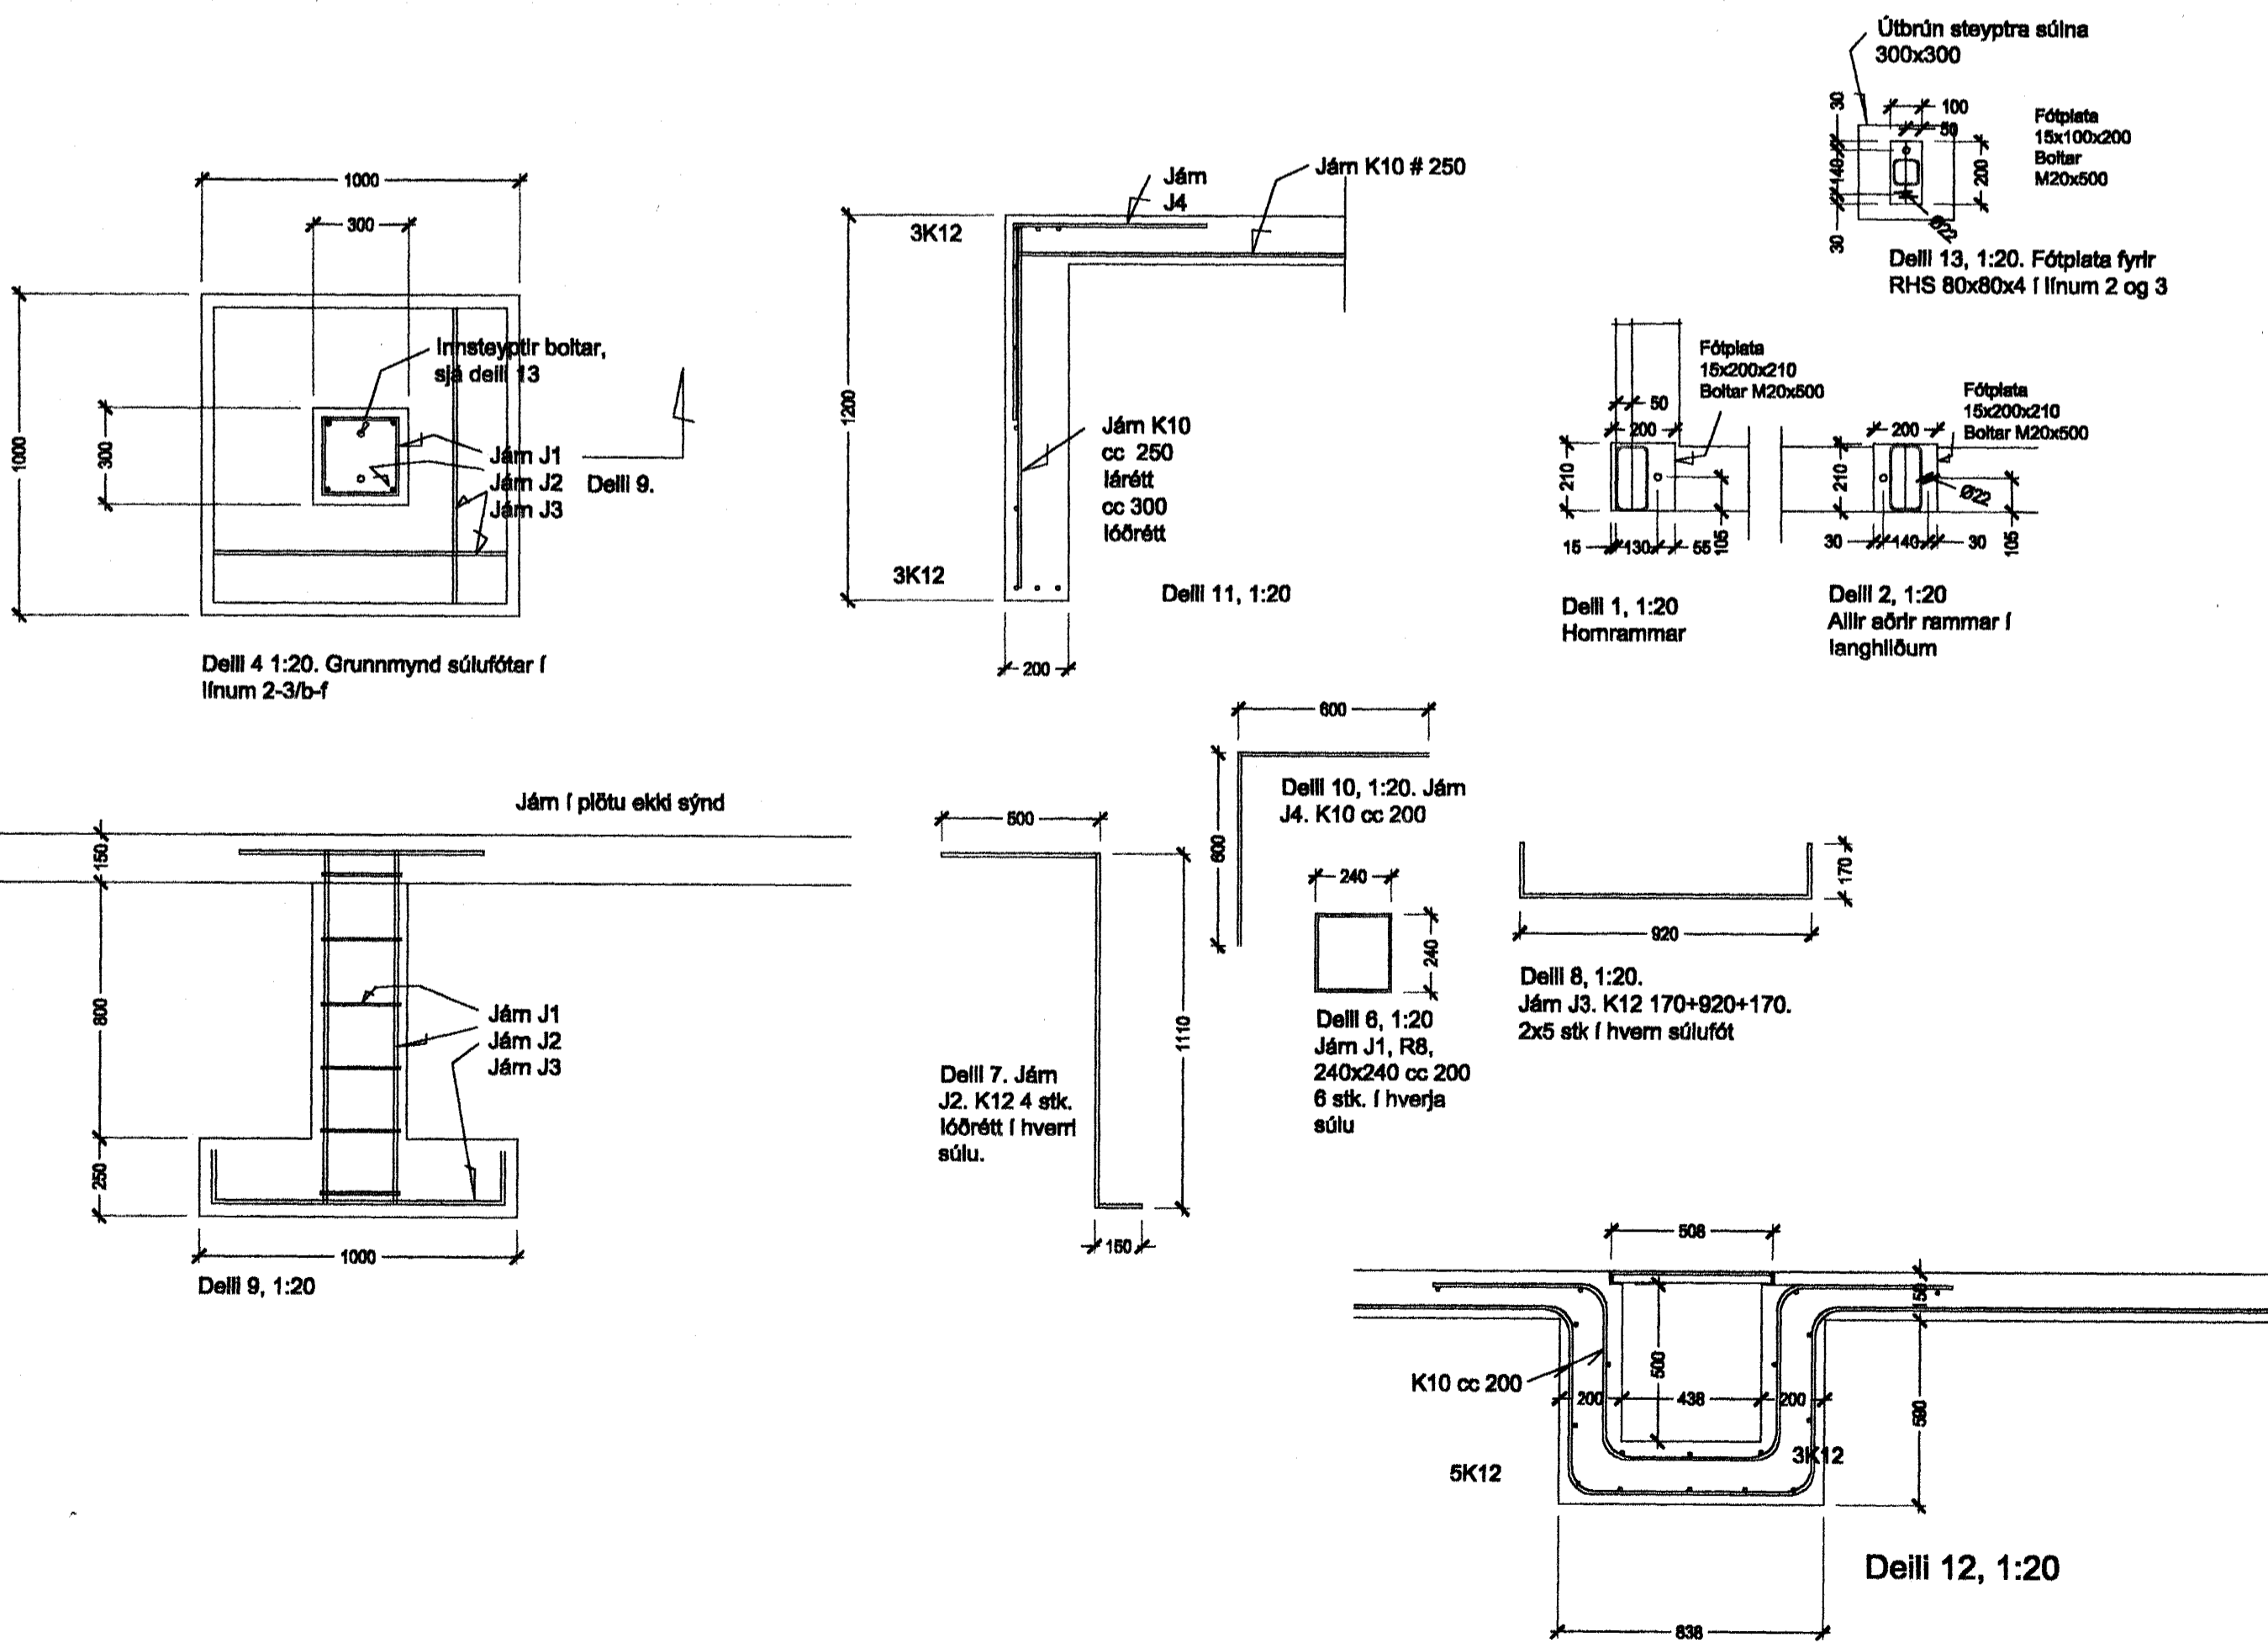 Útbrún steyptra súlna
300x300
30
100
50
140
200
30
Ø22
Fótplata
15x100x200
Boltar
M20x500
Deili 13, 1:20. Fótplata fyrir
RHS 80x80x4 í línum 2 og 3
1000
300
1000
300
Innsteyptir boltar,
sjá deili 13
Járn J1
Járn J2
Járn J3
Deili 9.
Deili 4 1:20. Grunnmynd súlufótar í
línum 2-3/b-f
Járn
J4
Járn K10 # 250
3K12
1200
Járn K10
cc 250
lárétt
cc 300
lóðrétt
3K12
200
Deili 11, 1:20
Fótplata
15x200x210
Boltar M20x500
50
200
210
15
130
55
105
Deili 1, 1:20
Hornrammar
Fótplata
15x200x210
Boltar M20x500
200
210
Ø22
30
140
30
105
Deili 2, 1:20
Allir aðrir rammar í
langhliðum
Járn í plötu ekki sýnd
150
800
250
Járn J1
Járn J2
Járn J3
1000
Deili 9, 1:20
500
1110
150
Deili 7. Járn
J2. K12 4 stk.
lóðrétt í hverri
súlu.
600
600
Deili 10, 1:20. Járn
J4. K10 cc 200
240
240
Deili 6, 1:20
Járn J1, R8,
240x240 cc 200
6 stk. í hverja
súlu
170
920
Deili 8, 1:20.
Járn J3. K12 170+920+170.
2x5 stk í hvern súlufót
508
150
500
K10 cc 200
200
438
200
590
5K12
3K12
838
Deili 12, 1:20